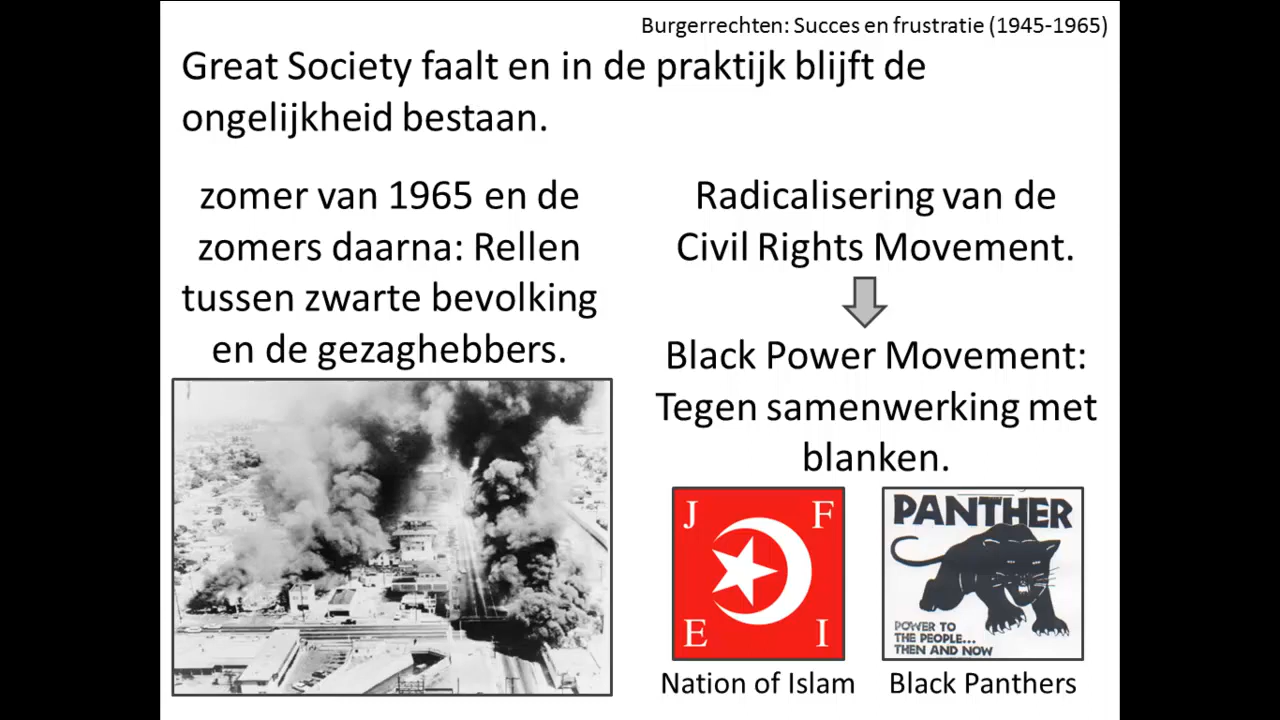 Burgerrechten: Succes en frustratie (1945-1965)
Great Society faalt en in de praktijk blijft de
ongelijkheid bestaan.
zomer van 1965 en de
zomers daarna: Rellen
tussen zwarte bevolking
en de gezaghebbers.
Radicalisering van de
Civil Rights Movement.
Black Power Movement:
Tegen samenwerking met
blanken.
J F
E I
Nation of Islam
PANTHER
POWER TO
THE PEOPLE...
THEN AND NOW
Black Panthers